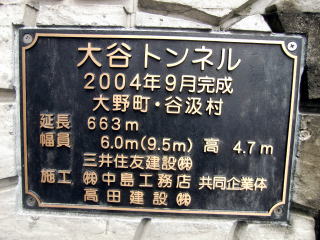 大谷トンネル
2004年9月完成
大野町・谷汲村
延長 663m
幅員 6.0m(9.5m) 高 4.7m
三井住友建設㈱
施工 ㈱中島工務店 共同企業体
高田建設㈱